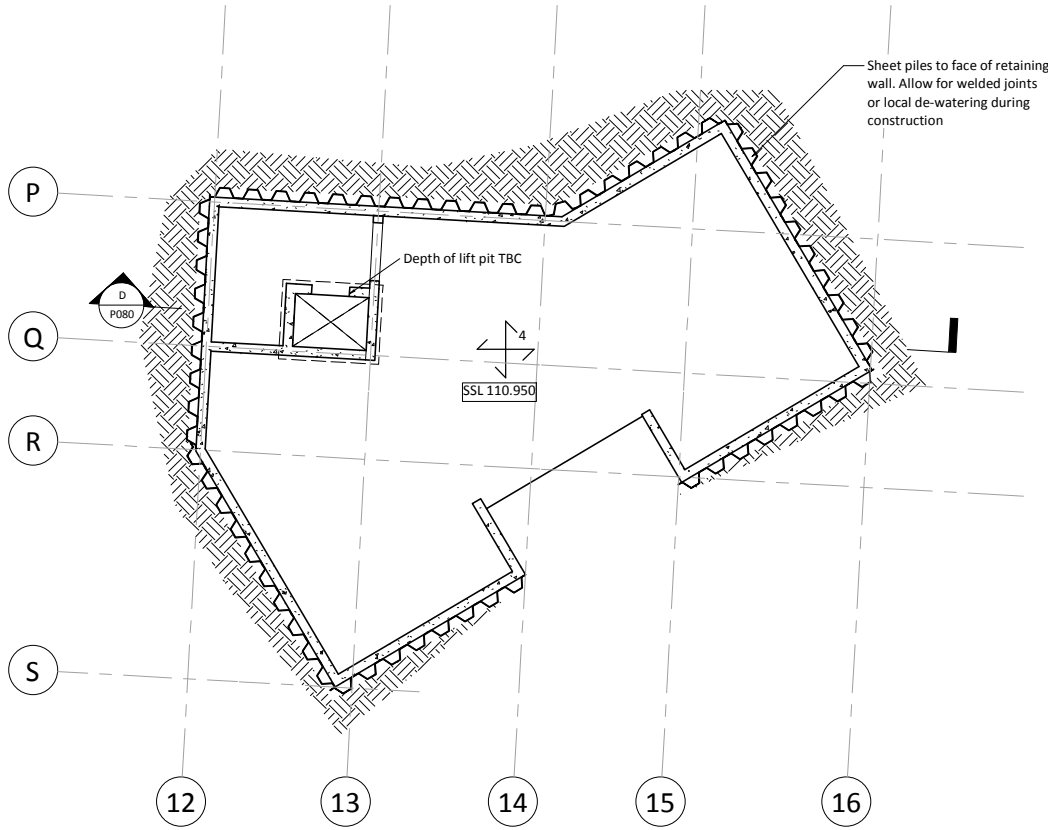 Sheet piles to face of retaining
wall. Allow for welded joints
or local de-watering during
construction
P
Depth of lift pit TBC
D
P080
Q
4
SSL 110.950
R
S
12
13
14
15
16